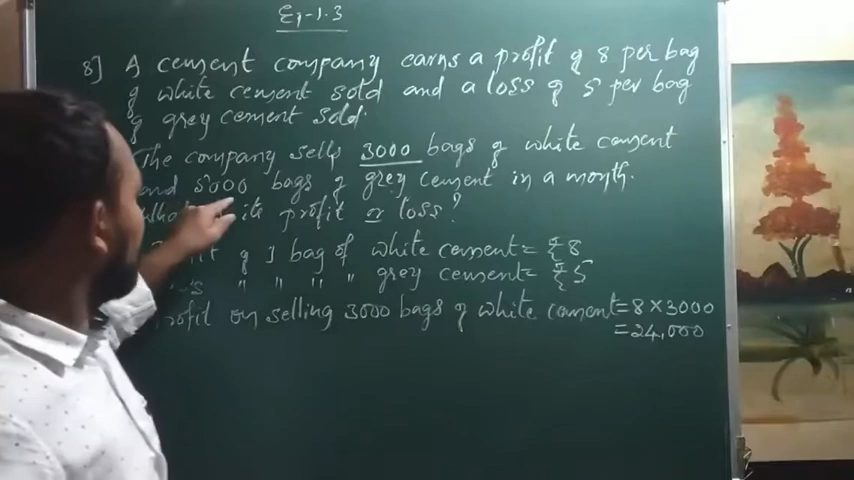 Ex-1.3
8] A cement company earns a profit of 8 per bag
of white cement sold and a loss of 5 per bag
of grey cement sold.
The company sells 3000 bags of white cement
and 5000 bags of grey cement in a month.
its profit or loss?
of 1 bag of white cement = ₹8
" " " " grey cement = ₹5
Profit on selling 3000 bags of white cement = 8 × 3000
= 24,000